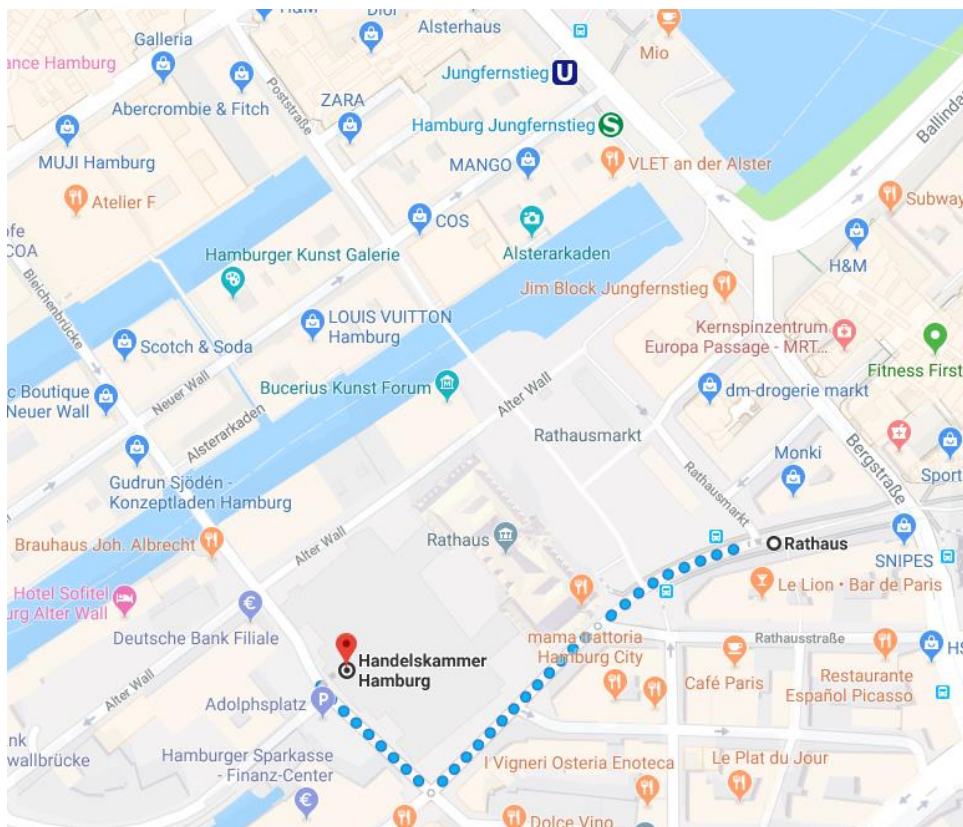 H&M
Dior
Alsterhaus
Galleria
Mio
ance Hamburg
Jungfernstieg U
Abercrombie & Fitch
Poststraße
ZARA
Hamburg Jungfernstieg S
Ballindar
MUJI Hamburg
MANGO
VLET an der Alster
Atelier F
Subway
COS
ofe
COA
Hamburger Kunst Galerie
Alsterarkaden
H&M
Bleichenbrücke
Jim Block Jungfernstieg
LOUIS VUITTON
Hamburg
Kernspinzentrum
Europa Passage - MRT...
Scotch & Soda
Fitness First
c Boutique
Neuer Wall
Neuer Wall
Bucerius Kunst Forum
Alter Wall
dm-drogerie markt
Alsterarkaden
Rathausmarkt
Monki
Bergstraße
Sport
Gudrun Sjödén -
Konzeptladen Hamburg
Rathausmarkt
Brauhaus Joh. Albrecht
Alter Wall
Rathaus
Rathaus
SNIPES
Hotel Sofitel
urg Alter Wall
Le Lion • Bar de Paris
Deutsche Bank Filiale
mama trattoria
Hamburg City
Rathausstraße
HS
Handelskammer
Hamburg
Café Paris
Restaurante
Español Picasso
Alter Wall
Adolphsplatz
P
nk
wallbrücke
Hamburger Sparkasse
- Finanz-Center
I Vigneri Osteria Enoteca
Le Plat du Jour
Dolce Vino